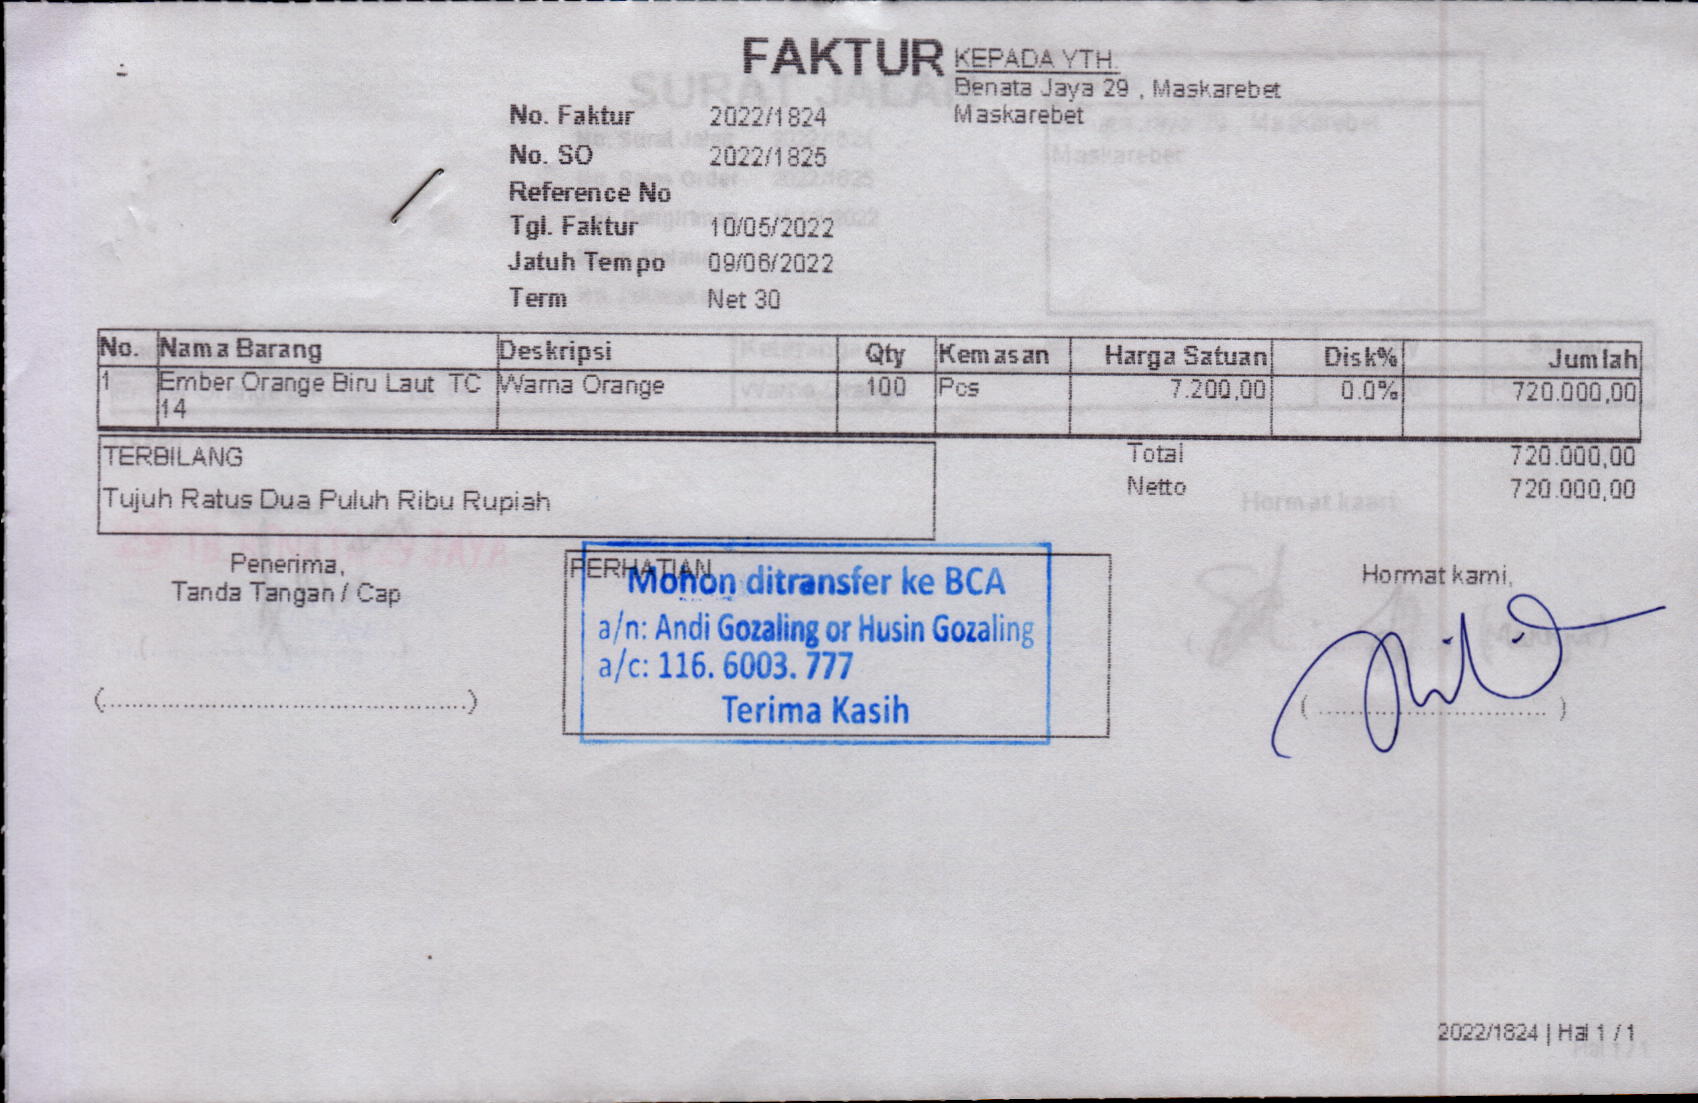 FAKTUR
KEPADA YTH.
Benata Jaya 29 , Maskarebet
Maskarebet
No. Faktur 2022/1824
No. SO 2022/1825
Reference No
Tgl. Faktur 10/05/2022
Jatuh Tempo 09/06/2022
Term Net 30
No. Nama Barang Deskripsi Qty Kemasan Harga Satuan Disk% Jumlah
1 Ember Orange Biru Laut TC Warna Orange 100 Pcs 7.200,00 0.0% 720.000,00
14
TERBILANG
Tujuh Ratus Dua Puluh Ribu Rupiah
Total 720.000,00
Netto 720.000,00
Penerima,
Tanda Tangan / Cap
(..............................................)
PERHATIAN
Mohon ditransfer ke BCA
a/n: Andi Gozaling or Husin Gozaling
a/c: 116. 6003. 777
Terima Kasih
Hormat kami,
( ............................. )
2022/1824 | Hal 1 / 1